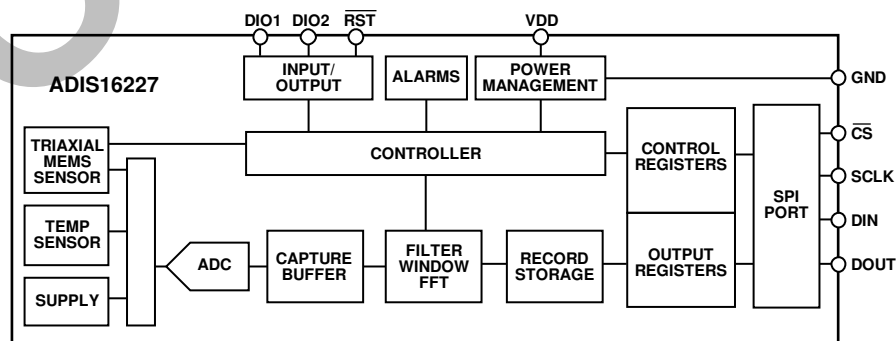 DIO1 DIO2 RST VDD
ADIS16227
INPUT/
OUTPUT
ALARMS
POWER
MANAGEMENT
GND
TRIAXIAL
MEMS
SENSOR
CONTROLLER
CONTROL
REGISTERS
CS
SCLK
SPI
PORT
DIN
DOUT
TEMP
SENSOR
ADC
CAPTURE
BUFFER
FILTER
WINDOW
FFT
RECORD
STORAGE
OUTPUT
REGISTERS
SUPPLY